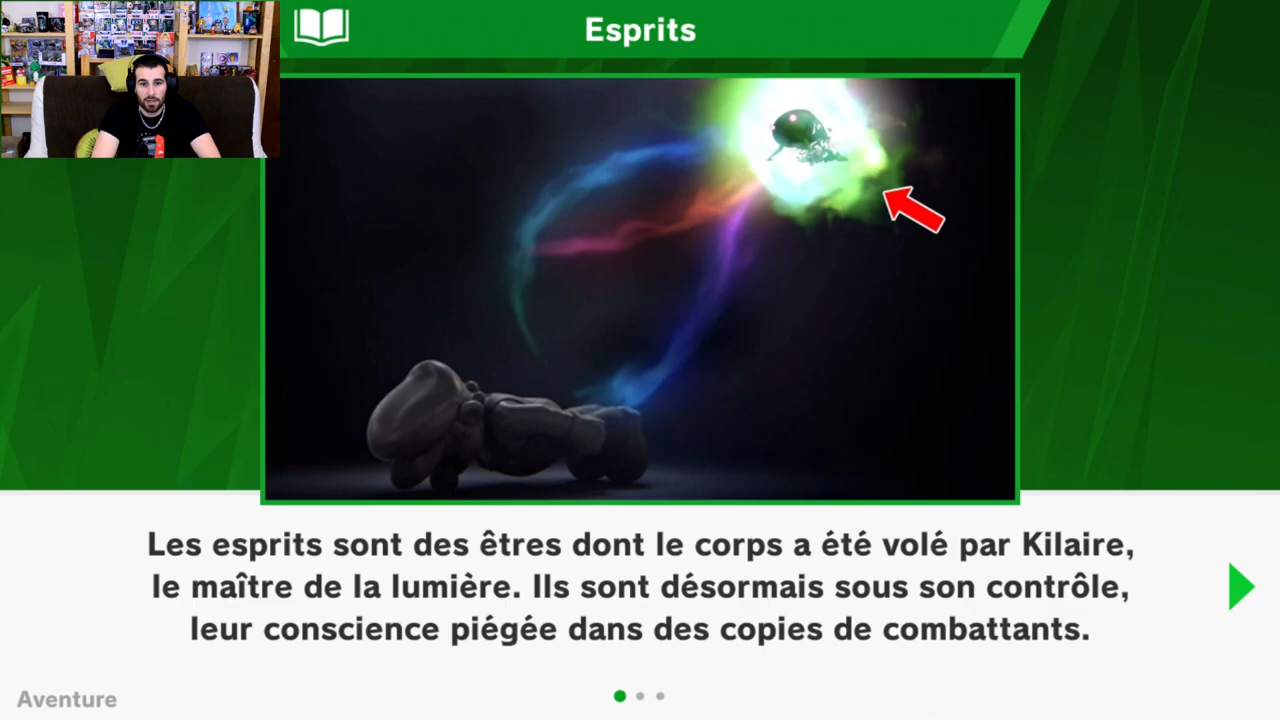 Esprits
Les esprits sont des êtres dont le corps a été volé par Kilaire,
le maître de la lumière. Ils sont désormais sous son contrôle,
leur conscience piégée dans des copies de combattants.
Aventure